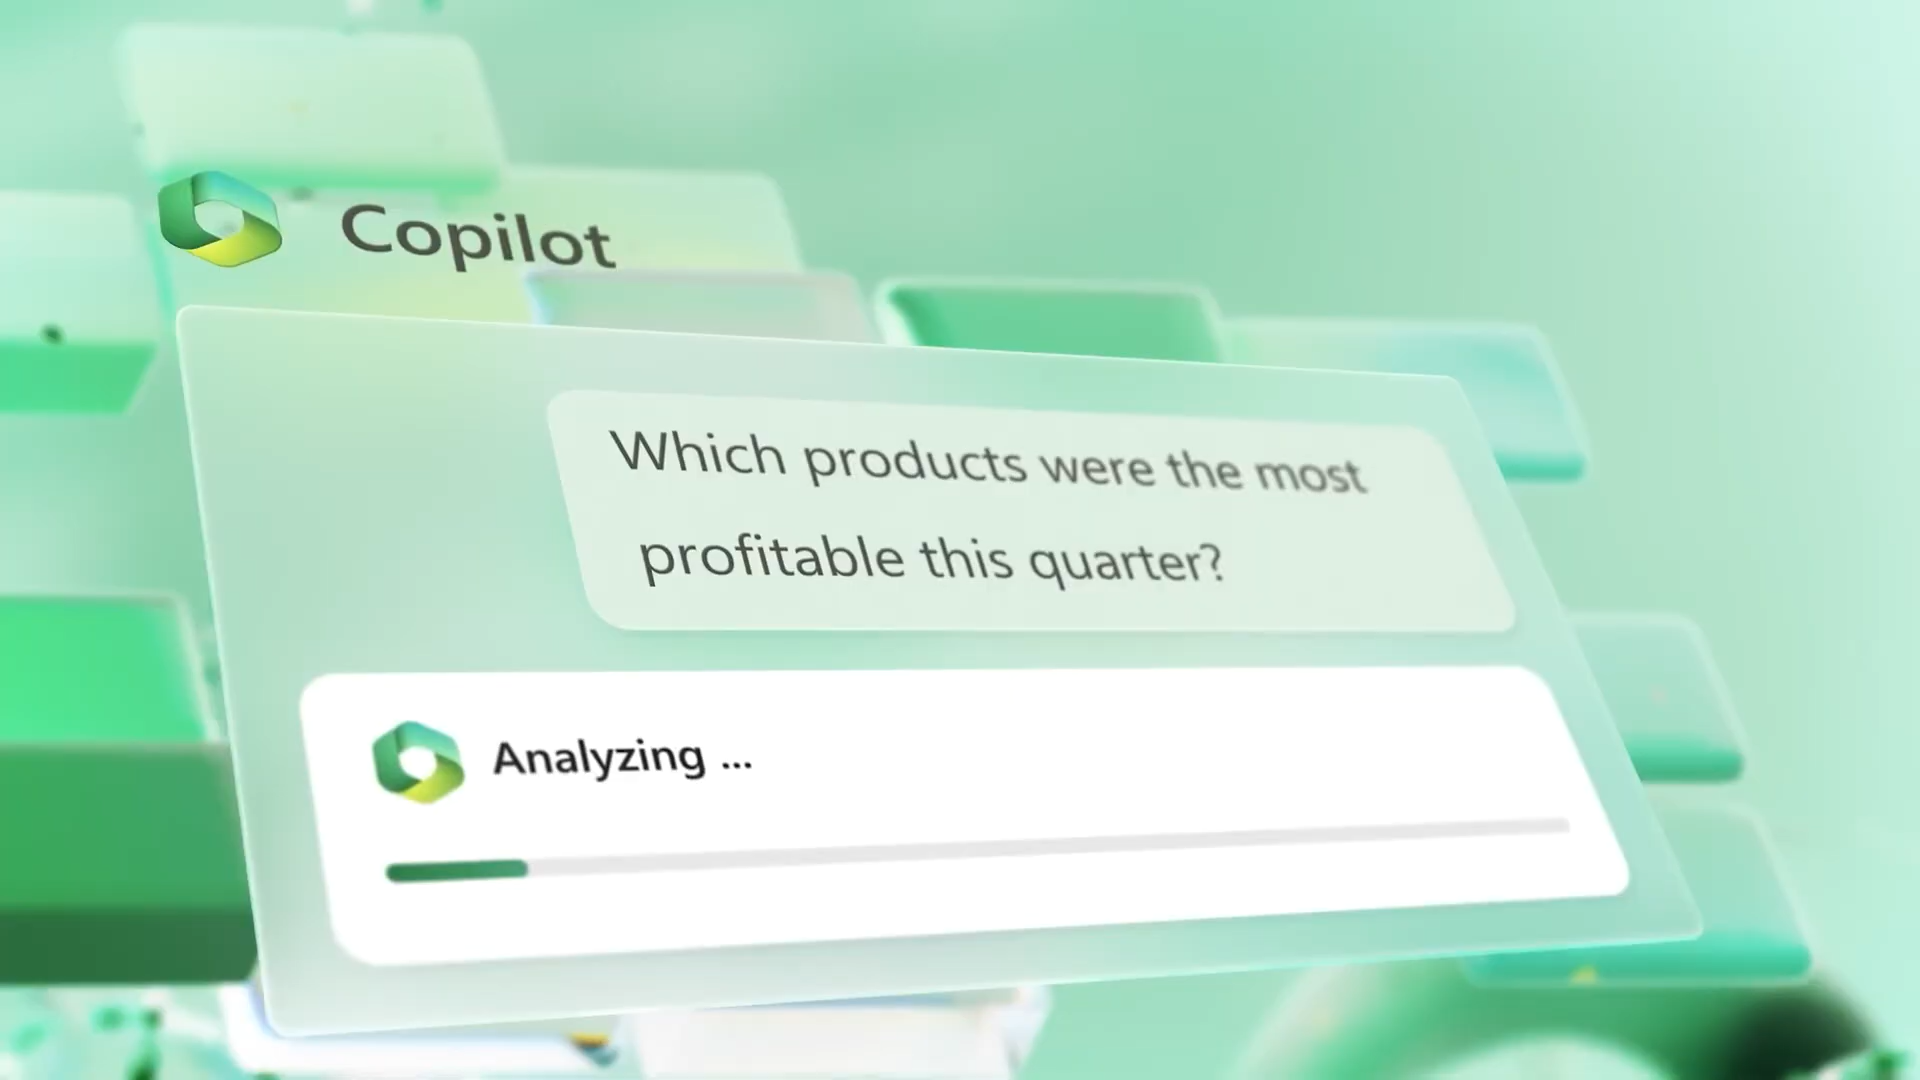 Copilot
Which products were the most
profitable this quarter?
Analyzing ...